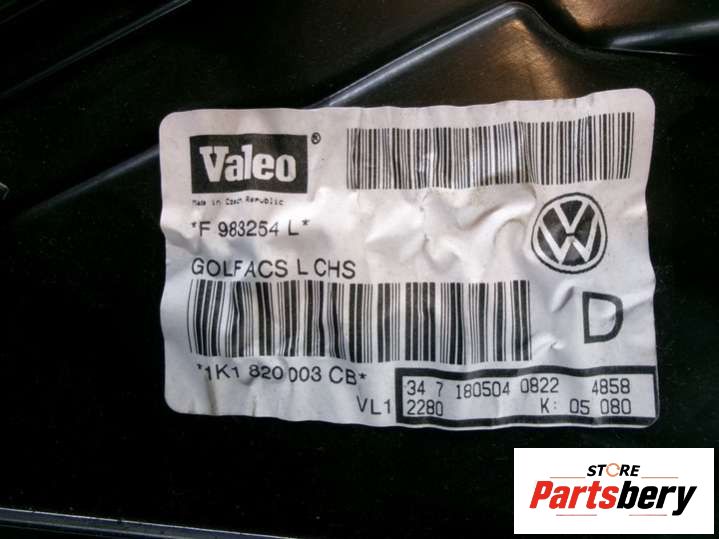 Valeo ®
Made in Czech Republic
*F 983254 L*
GOLFACS L CHS
D
*1K1 820 003 CB*
VL1
34 7 180504 0822 4858
2280 K: 05 080
STORE
Partsbery